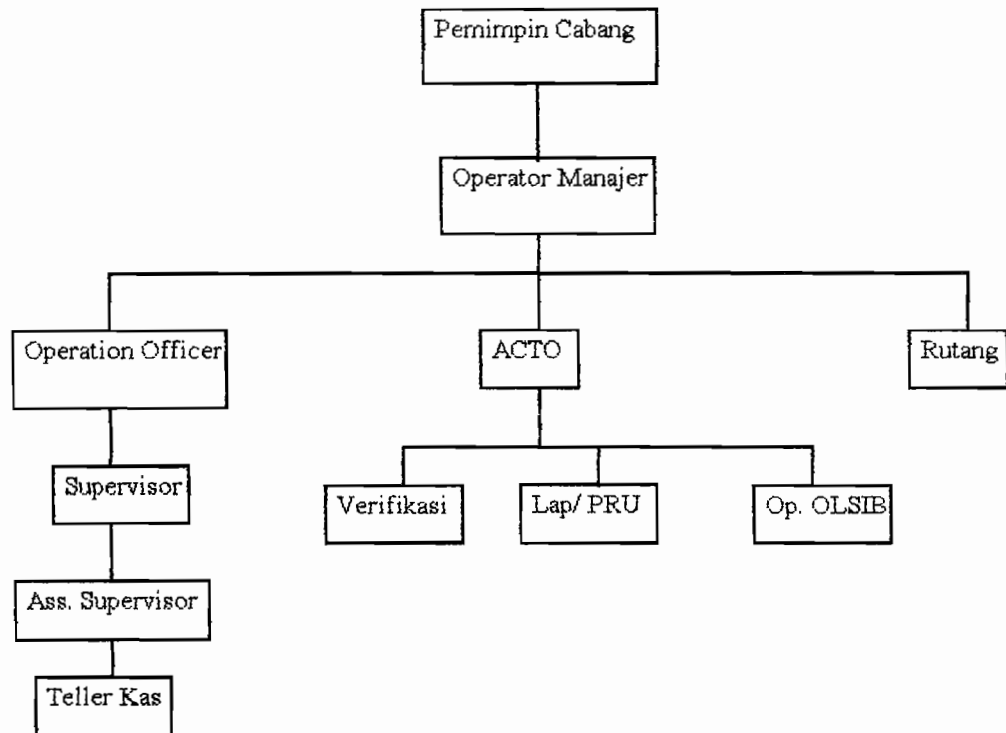 Pemimpin Cabang
Operator Manajer
Operation Officer
ACTO
Rutang
Supervisor
Verifikasi
Lap/ PRU
Op. OLSIB
Ass. Supervisor
Teller Kas